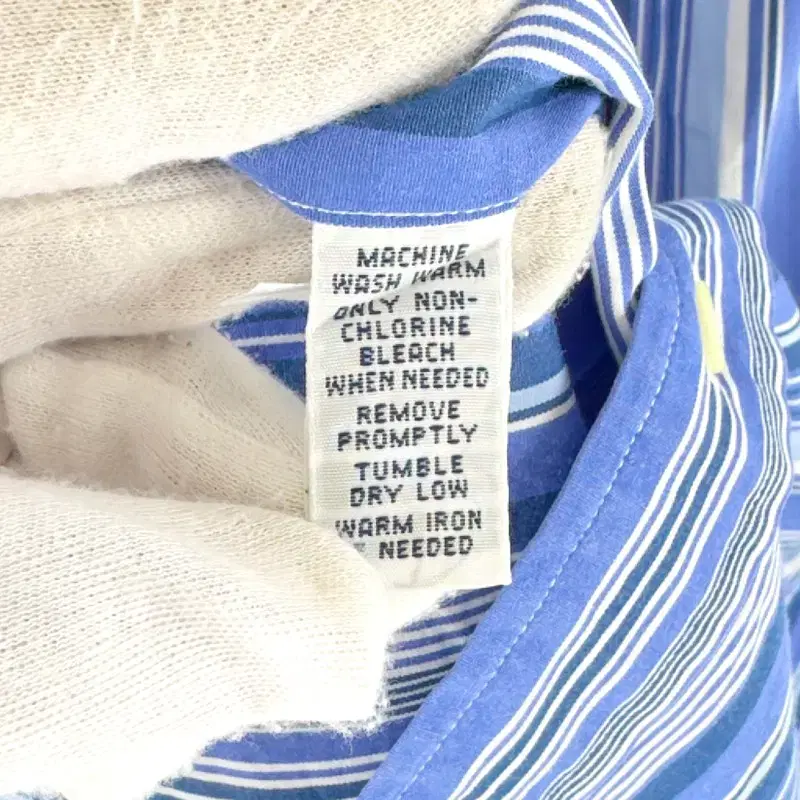 MACHINE
WASH WARM
ONLY NON-
CHLORINE
BLEACH
WHEN NEEDED
REMOVE
PROMPTLY
TUMBLE
DRY LOW
WARM IRON
NEEDED